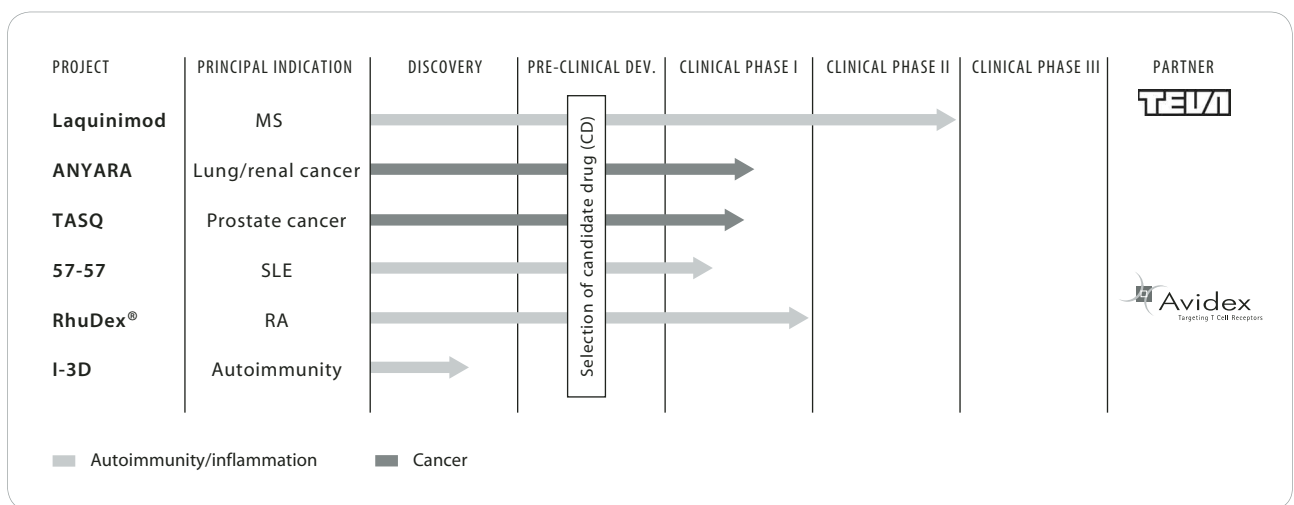 PROJECT PRINCIPAL INDICATION DISCOVERY PRE-CLINICAL DEV. CLINICAL PHASE I CLINICAL PHASE II CLINICAL PHASE III PARTNER
Laquinimod MS TEVA
ANYARA Lung/renal cancer
TASQ Prostate cancer
57-57 SLE
RhuDex® RA Avidex
Targeting T Cell Receptors
I-3D Autoimmunity
Selection of candidate drug (CD)
Autoimmunity/inflammation Cancer